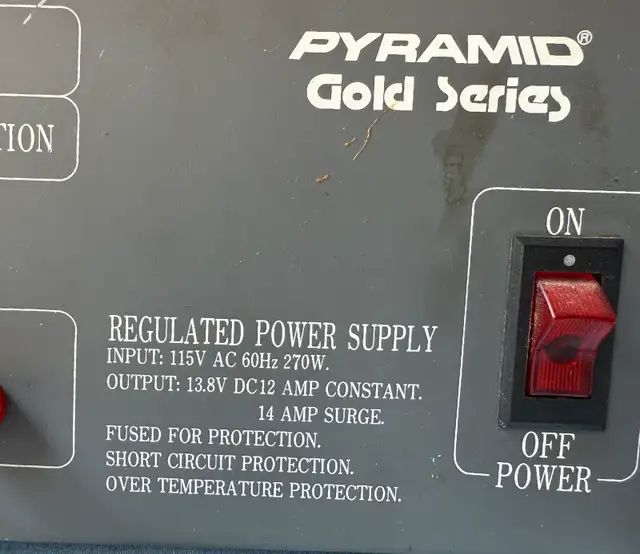 PYRAMID®
Gold Series
TION
ON
REGULATED POWER SUPPLY
INPUT: 115V AC 60Hz 270W.
OUTPUT: 13.8V DC12 AMP CONSTANT.
14 AMP SURGE.
FUSED FOR PROTECTION.
SHORT CIRCUIT PROTECTION.
OVER TEMPERATURE PROTECTION.
OFF
POWER